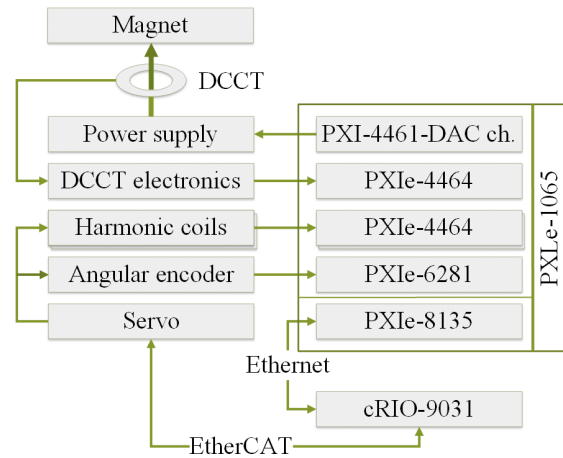 Magnet
DCCT
Power supply
PXI-4461-DAC ch.
DCCT electronics
PXIe-4464
Harmonic coils
PXIe-4464
Angular encoder
PXIe-6281
Servo
PXIe-8135
PXLe-1065
Ethernet
cRIO-9031
EtherCAT